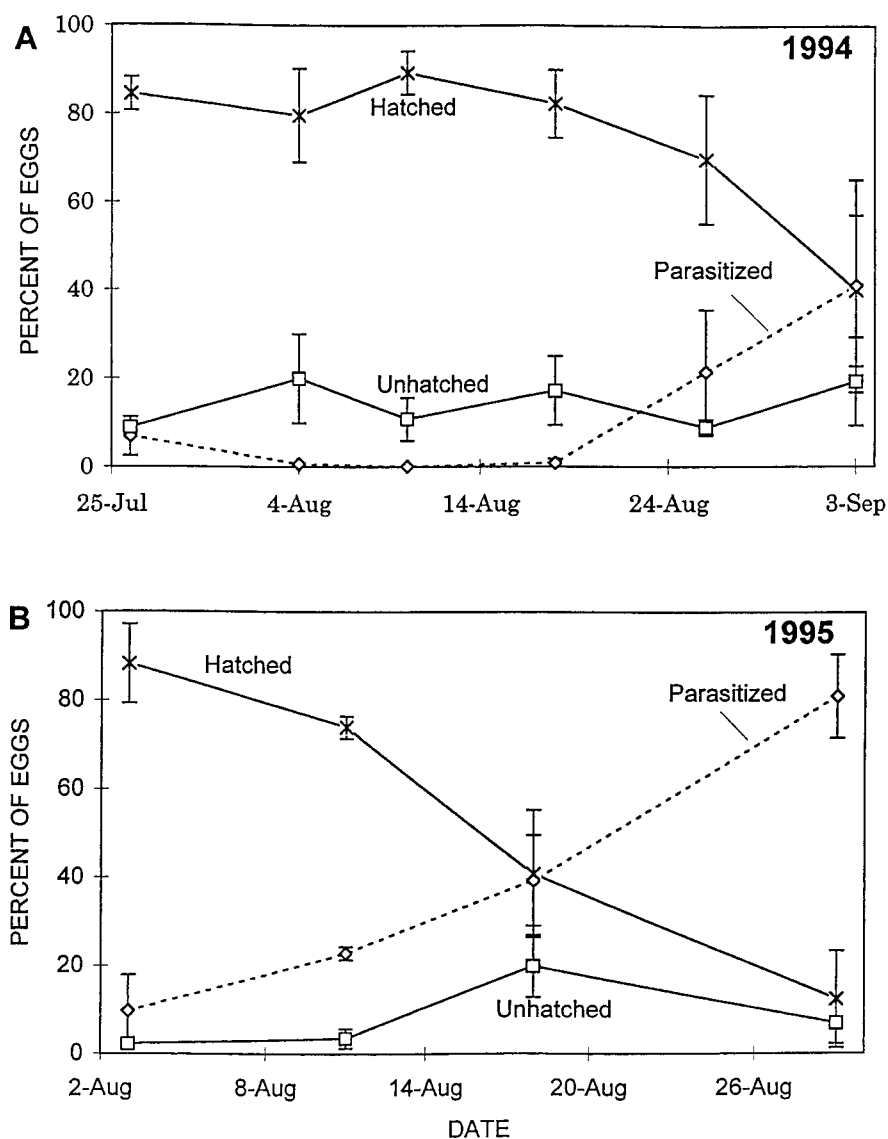 A
1994
100
80
60
40
20
0
PERCENT OF EGGS
Hatched
Parasitized
Unhatched
25-Jul 4-Aug 14-Aug 24-Aug 3-Sep
B
1995
100
80
60
40
20
0
PERCENT OF EGGS
Hatched
Parasitized
Unhatched
2-Aug 8-Aug 14-Aug 20-Aug 26-Aug
DATE